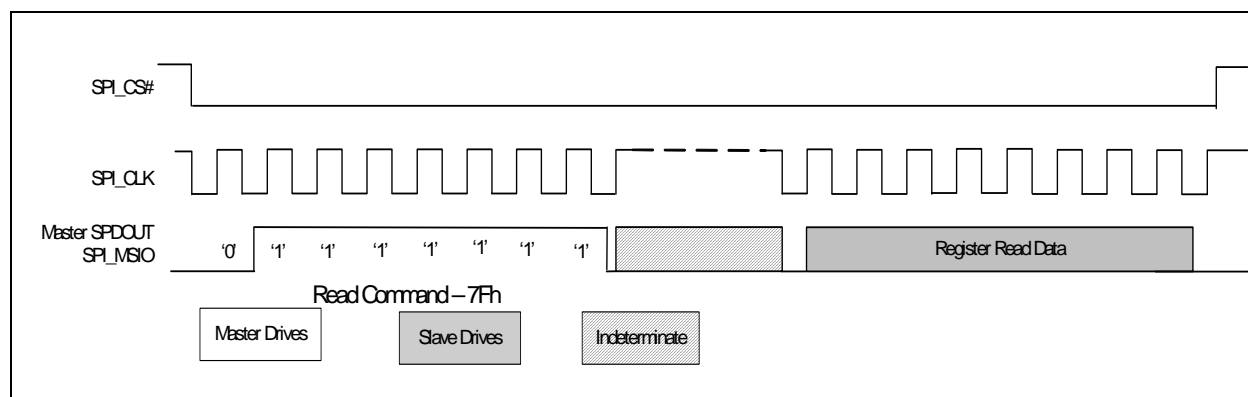 SPI_CS#
SPI_CLK
Master SPDOUT
SPI_MSIO
‘0’ ‘1’ ‘1’ ‘1’ ‘1’ ‘1’ ‘1’ ‘1’
Register Read Data
Read Command – 7Fh
Master Drives
Slave Drives
Indeterminate